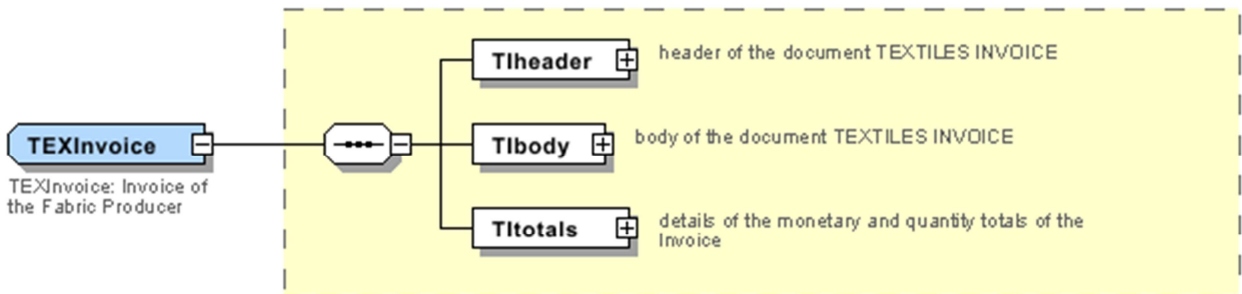 TIheader
header of the document TEXTILES INVOICE
TEXInvoice
TIbody
body of the document TEXTILES INVOICE
TEXInvoice: Invoice of
the Fabric Producer
TItotals
details of the monetary and quantity totals of the
Invoice